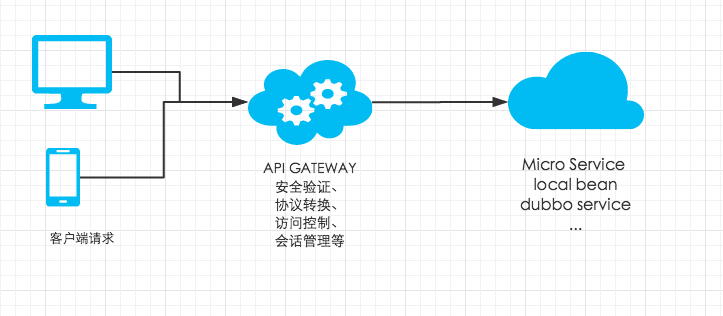 客户端请求
API GATEWAY
安全验证、
协议转换、
访问控制、
会话管理等
Micro Service
local bean
dubbo service
...